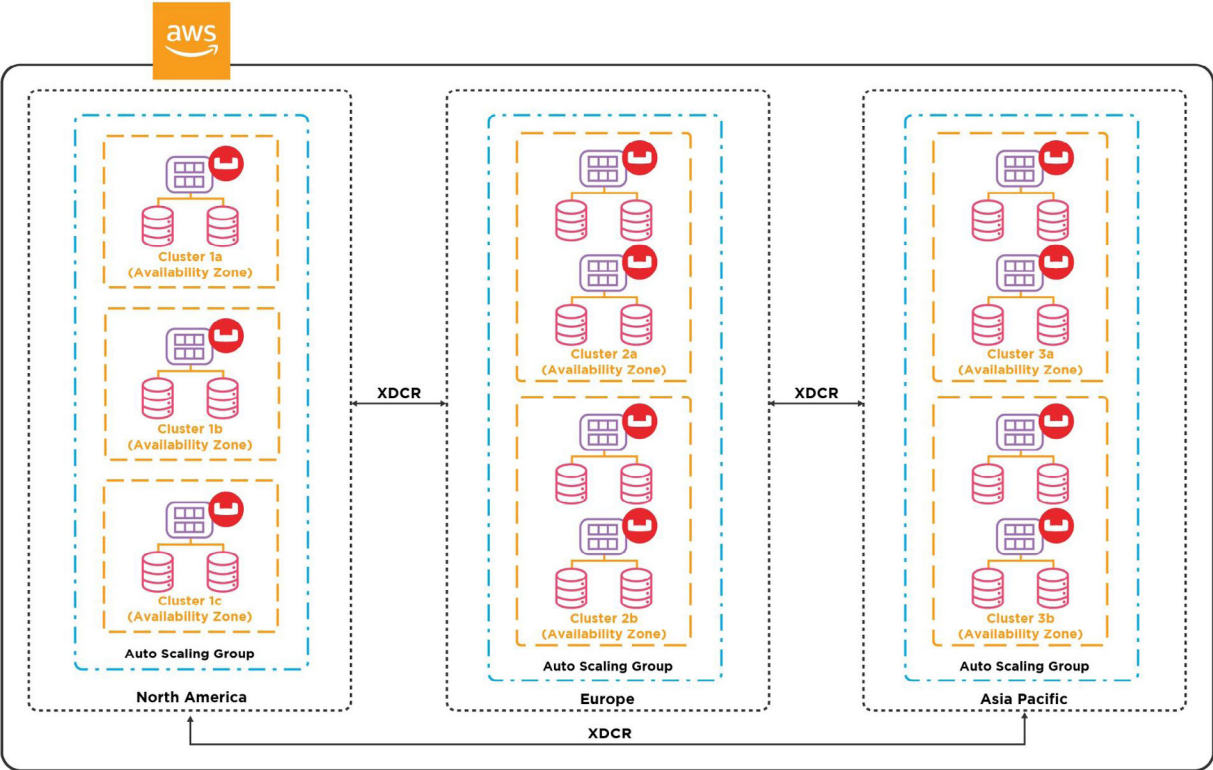 aws
Cluster 1a
(Availability Zone)
Cluster 1b
(Availability Zone)
Cluster 1c
(Availability Zone)
Auto Scaling Group
North America
XDCR
Cluster 2a
(Availability Zone)
Cluster 2b
(Availability Zone)
Auto Scaling Group
Europe
XDCR
Cluster 3a
(Availability Zone)
Cluster 3b
(Availability Zone)
Auto Scaling Group
Asia Pacific
XDCR